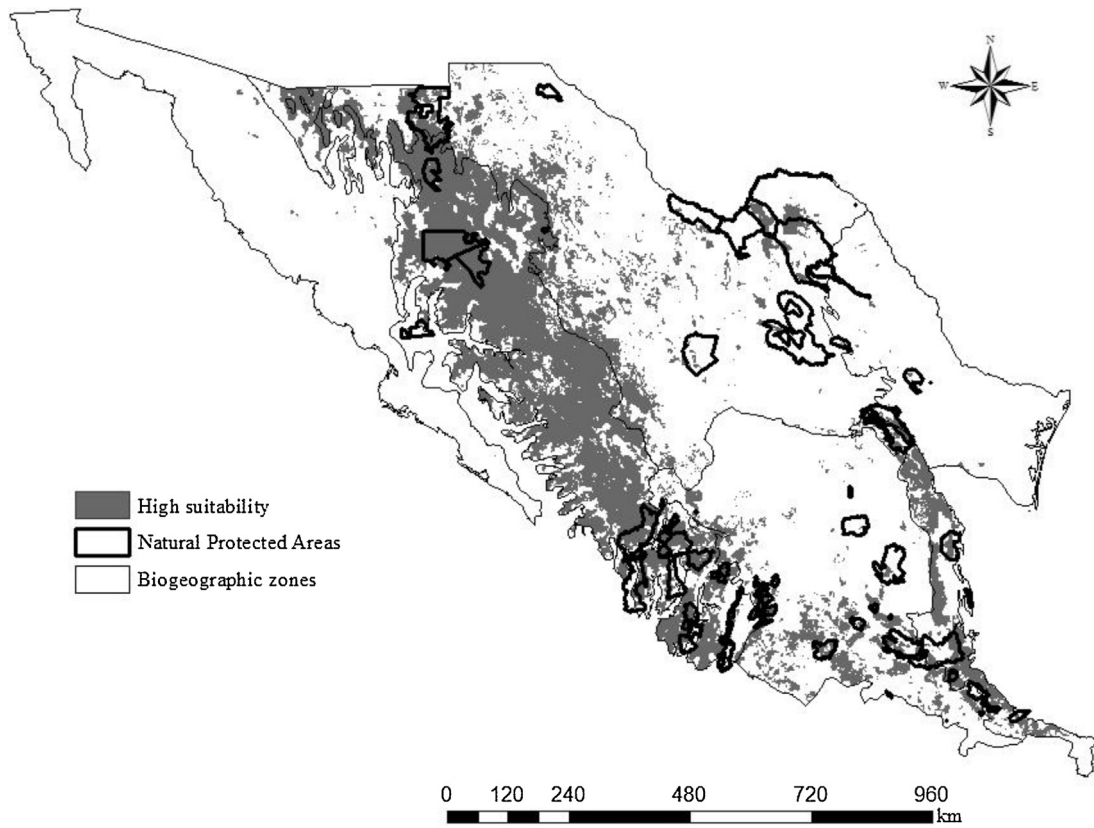 N
W E
S
High suitability
Natural Protected Areas
Biogeographic zones
0 120 240 480 720 960
km